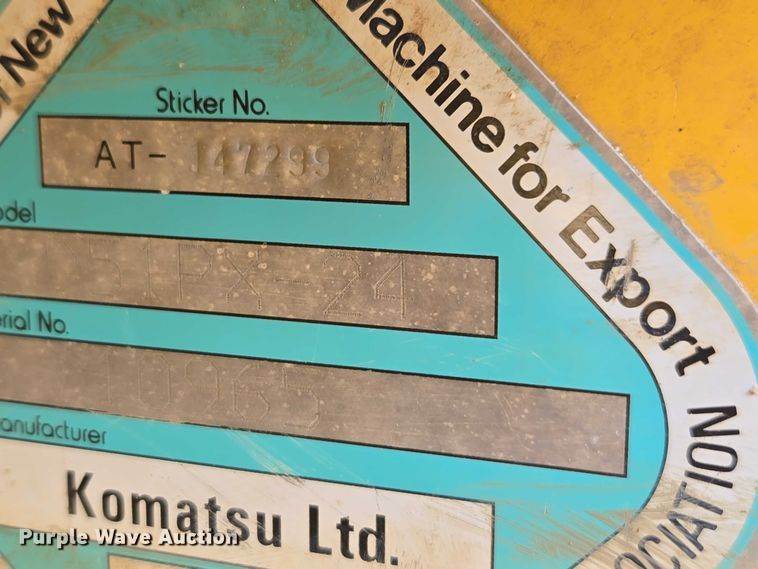 of New
Machine for Export
Sticker No.
AT- 147299
odel
51PX-24
erial No.
10965
anufacturer
Komatsu Ltd.
OCIATION
Purple Wave Auction